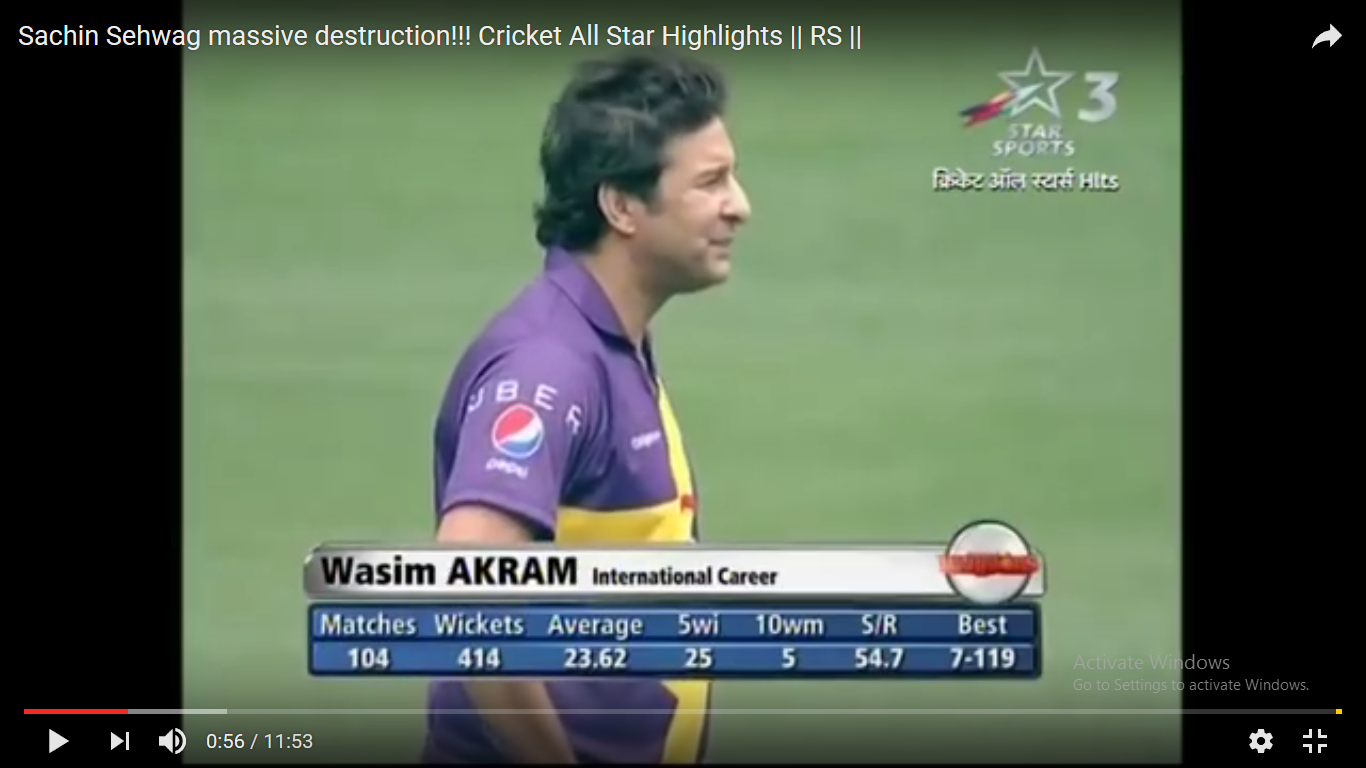 Sachin Sehwag massive destruction!!! Cricket All Star Highlights || RS ||
3
STAR
SPORTS
क्रिकेट ऑल स्टार्स Hits
UBER
pepsi
Wasim AKRAM International Career
Matches Wickets Average 5wi 10wm S/R Best
104 414 23.62 25 5 54.7 7-119
Activate Windows
Go to Settings to activate Windows.
0:56 / 11:53